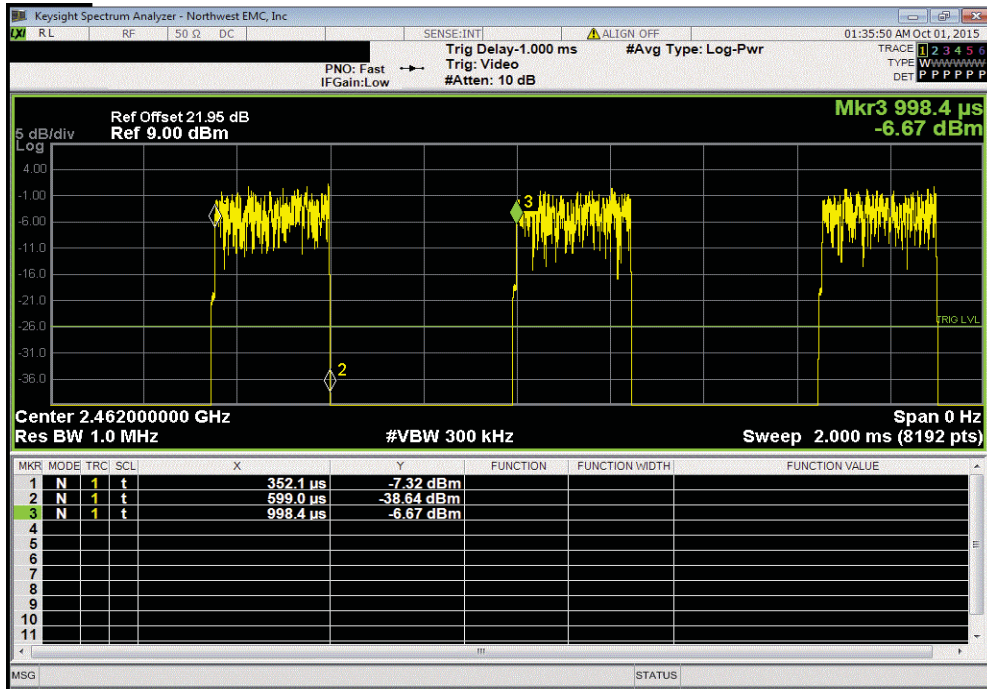 Keysight Spectrum Analyzer - Northwest EMC, Inc
LXI RL RF 50 Ω DC SENSE:INT ALIGN OFF 01:35:50 AM Oct 01, 2015
Trig Delay-1.000 ms #Avg Type: Log-Pwr TRACE 1 2 3 4 5 6
PNO: Fast Trig: Video TYPE WWWWWW
IFGain:Low #Atten: 10 dB DET P P P P P P
Mkr3 998.4 µs
Ref Offset 21.95 dB
5 dB/div Ref 9.00 dBm -6.67 dBm
Log
4.00
-1.00
3
-6.00
-11.0
-16.0
-21.0
TRIG LVL
-26.0
-31.0
2
-36.0
Center 2.462000000 GHz Span 0 Hz
Res BW 1.0 MHz #VBW 300 kHz Sweep 2.000 ms (8192 pts)
MKR MODE TRC SCL X Y FUNCTION FUNCTION WIDTH FUNCTION VALUE
1 N 1 t 352.1 µs -7.32 dBm
2 N 1 t 599.0 µs -38.64 dBm
3 N 1 t 998.4 µs -6.67 dBm
4
5
6
7
8
9
10
11
MSG STATUS